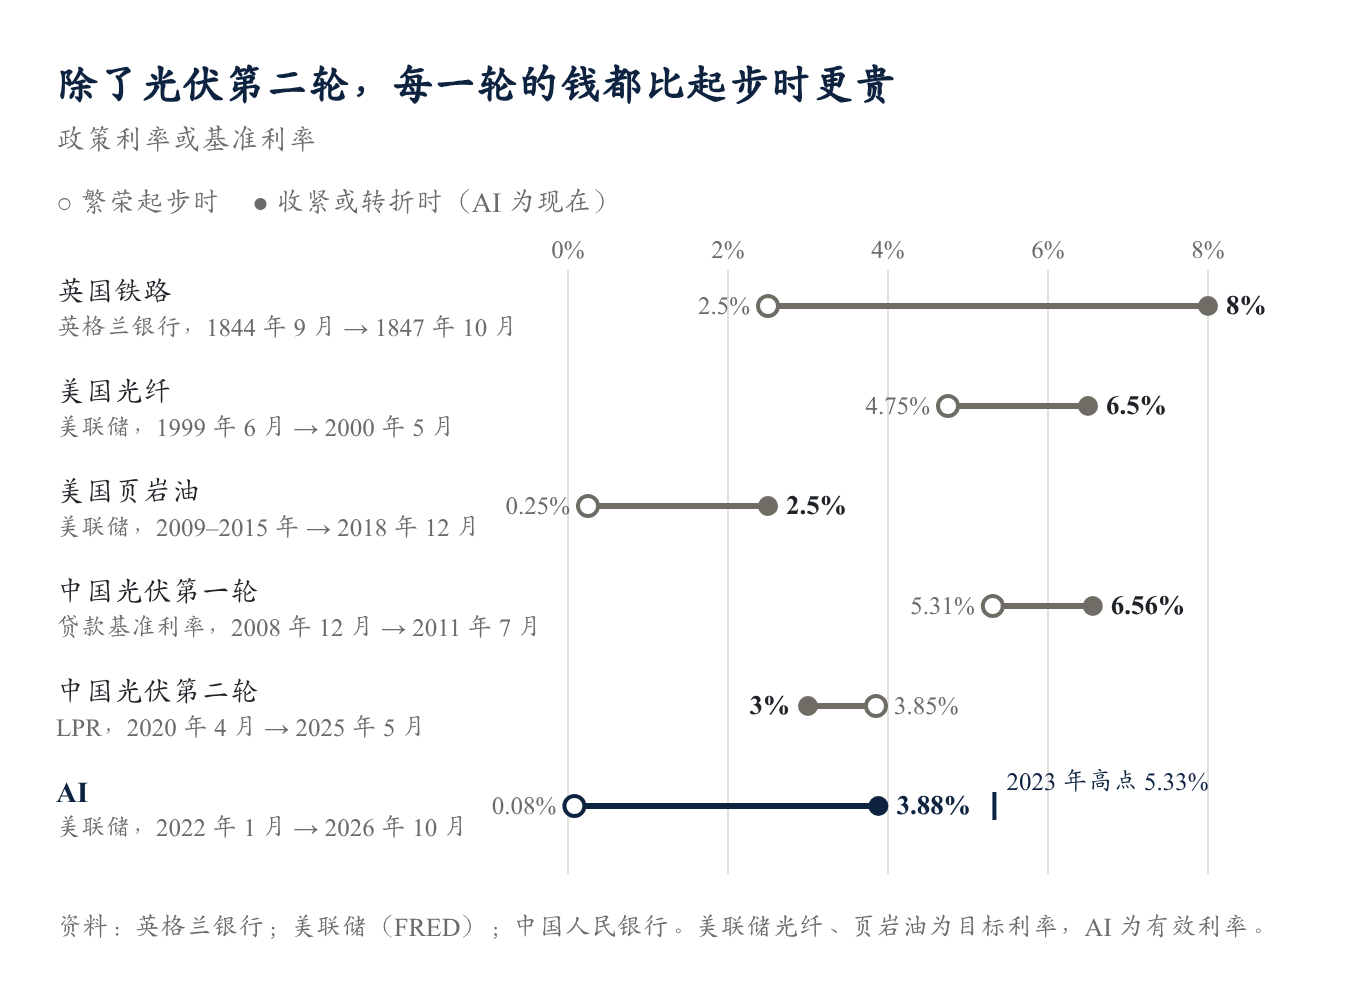 除了光伏第二轮，每一轮的钱都比起步时更贵
政策利率或基准利率
○ 繁荣起步时 ● 收紧或转折时（AI 为现在）
0% 2% 4% 6% 8%
英国铁路
英格兰银行，1844 年 9 月 → 1847 年 10 月
2.5% 8%
美国光纤
美联储，1999 年 6 月 → 2000 年 5 月
4.75% 6.5%
美国页岩油
美联储，2009–2015 年 → 2018 年 12 月
0.25% 2.5%
中国光伏第一轮
贷款基准利率，2008 年 12 月 → 2011 年 7 月
5.31% 6.56%
中国光伏第二轮
LPR，2020 年 4 月 → 2025 年 5 月
3% 3.85%
AI
美联储，2022 年 1 月 → 2026 年 10 月
0.08% 3.88%
2023 年高点 5.33%
资料：英格兰银行；美联储（FRED）；中国人民银行。美联储光纤、页岩油为目标利率，AI 为有效利率。